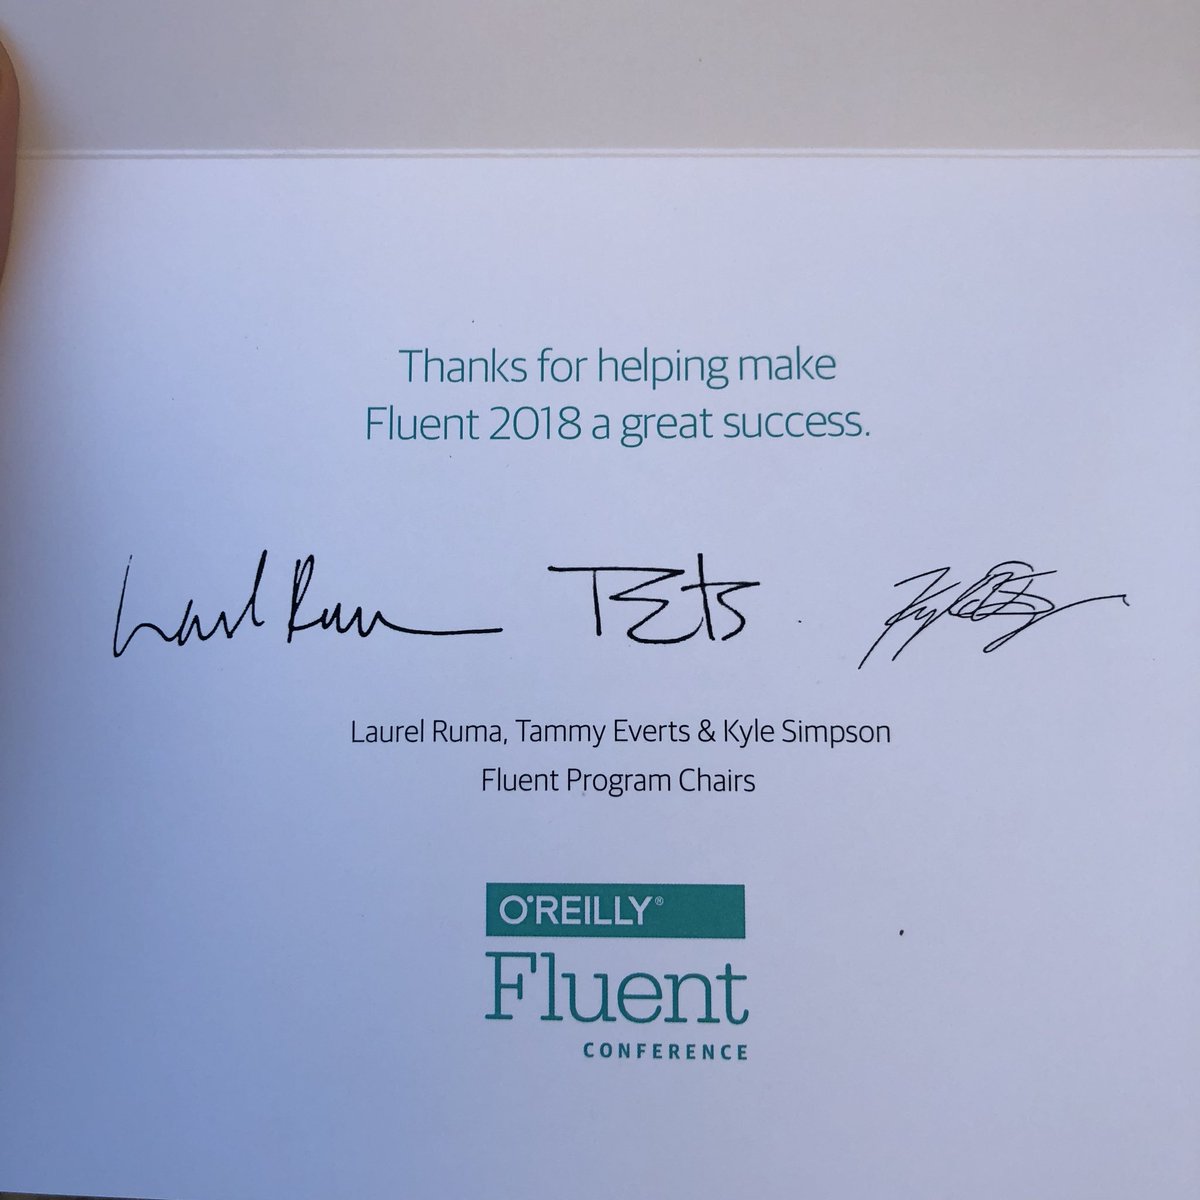 Thanks for helping make
Fluent 2018 a great success.
Laurel Ruma, Tammy Everts & Kyle Simpson
Fluent Program Chairs
O'REILLY®
Fluent
CONFERENCE